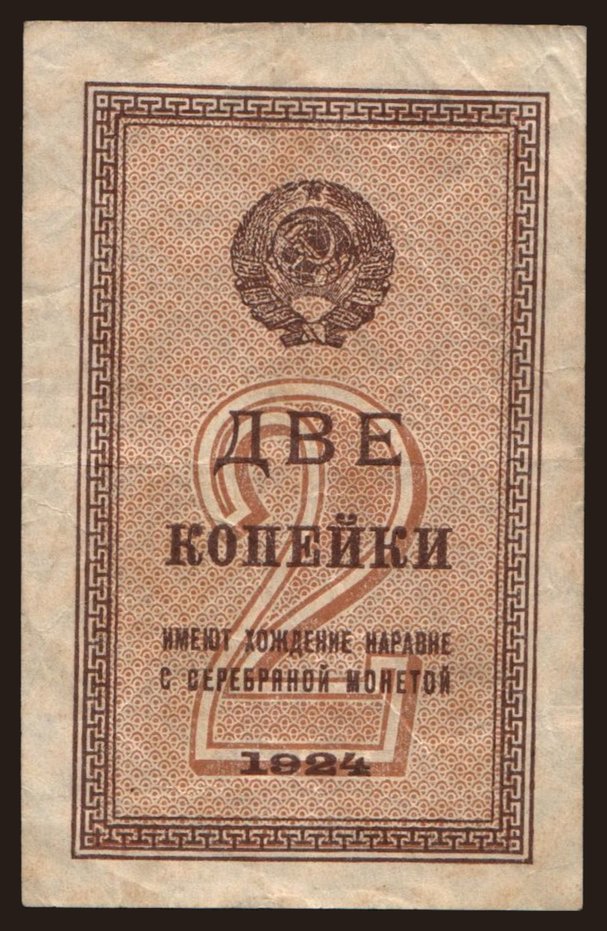 ДВЕ
КОПЕЙКИ
2
ИМЕЮТ ХОЖДЕНИЕ НАРАВНЕ
С СЕРЕБРЯНОЙ МОНЕТОЙ
1924